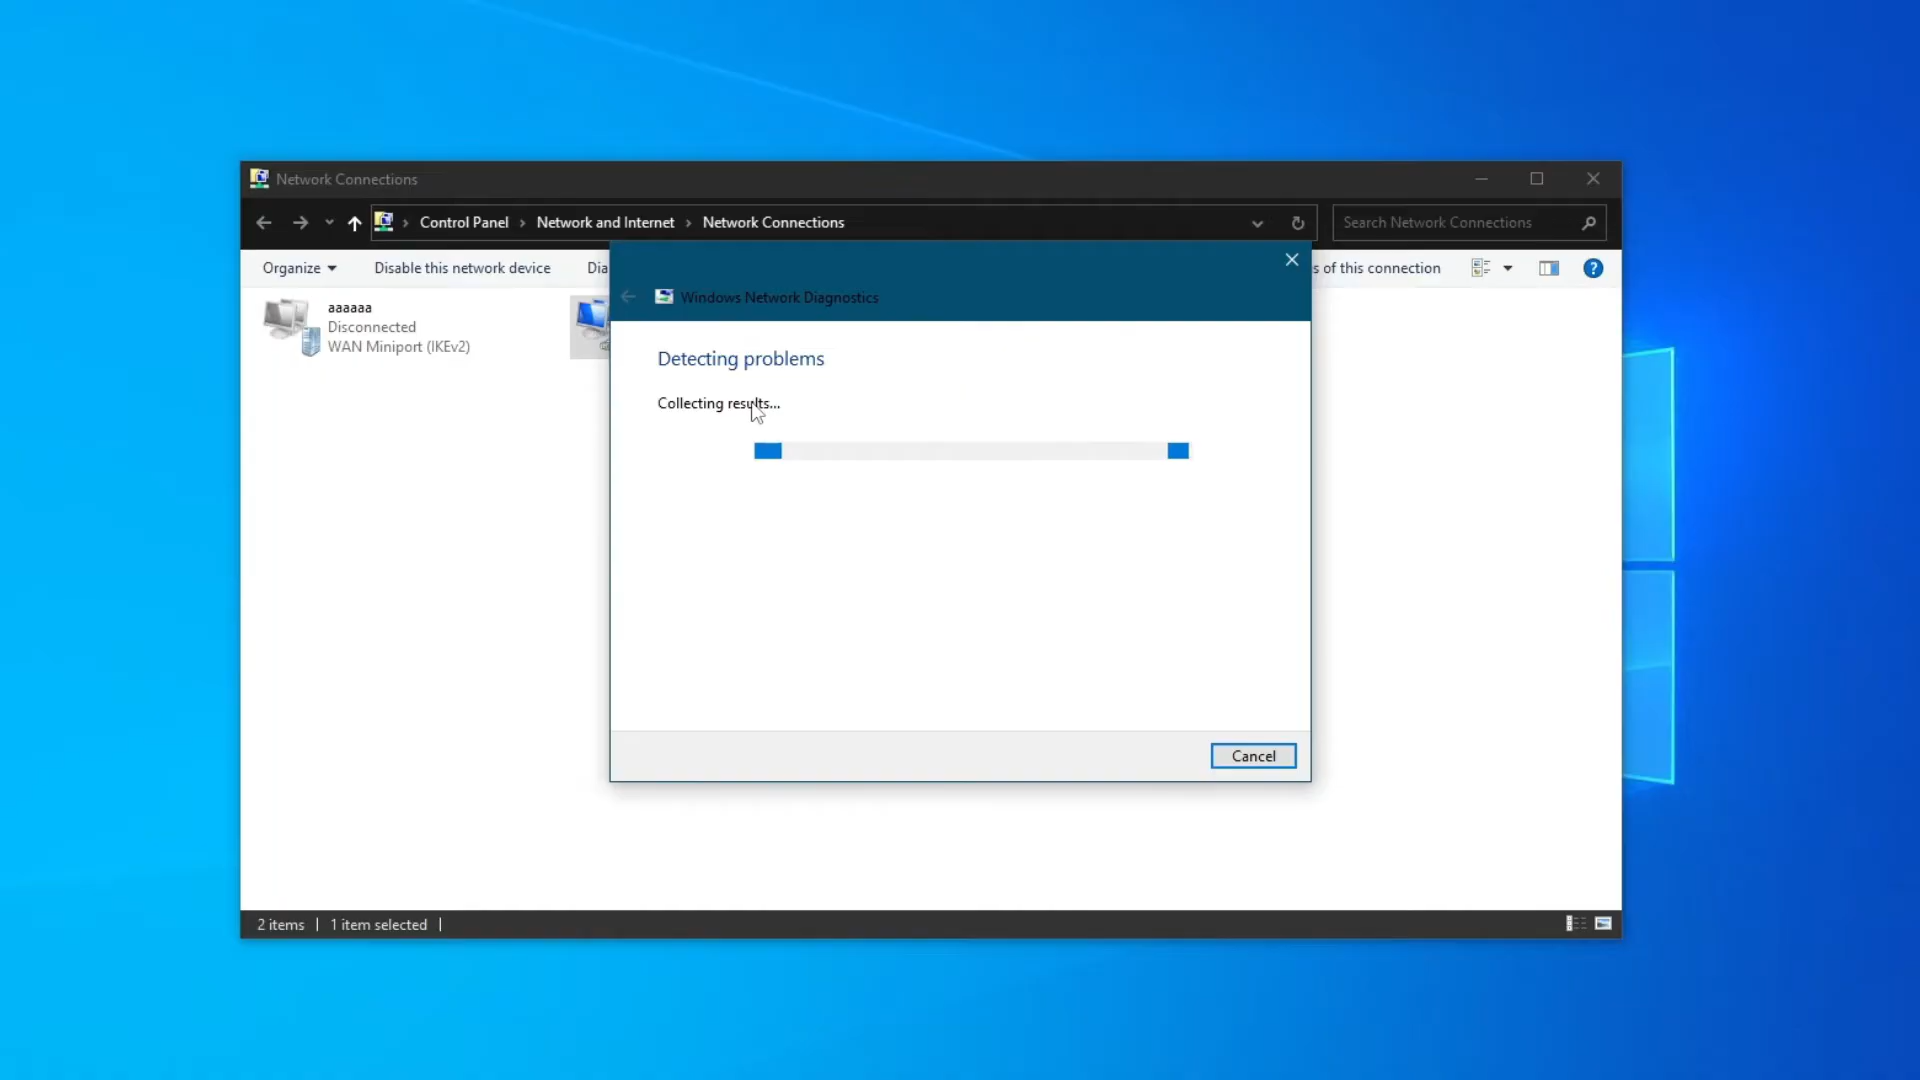 Network Connections
Control Panel
Network and Internet
Network Connections
Search Network Connections
Organize
Disable this network device
Dia
s of this connection
?
aaaaaa
Disconnected
WAN Miniport (IKEv2)
Windows Network Diagnostics
Detecting problems
Collecting results...
Cancel
2 items
1 item selected